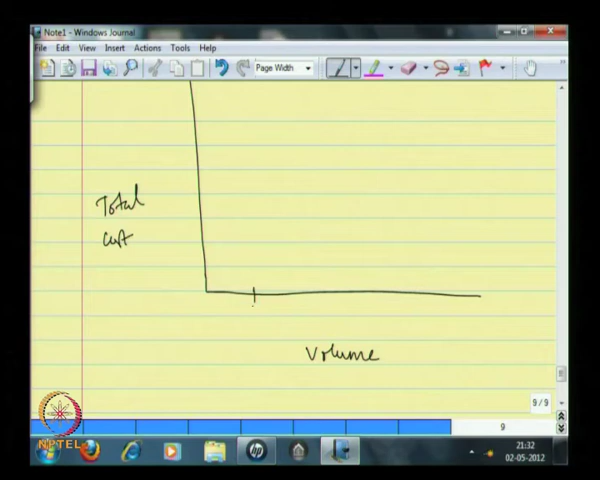 Note1 - Windows Journal
File Edit View Insert Actions Tools Help
Page Width
Total
Cost
Volume
9 / 9
9
NPTEL
hp
21:32
02-05-2012